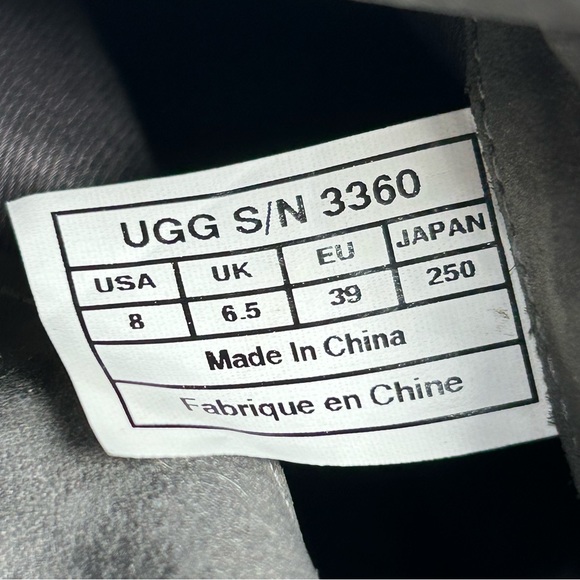 UGG S/N 3360
USA UK EU JAPAN
8 6.5 39 250
Made In China
Fabrique en Chine